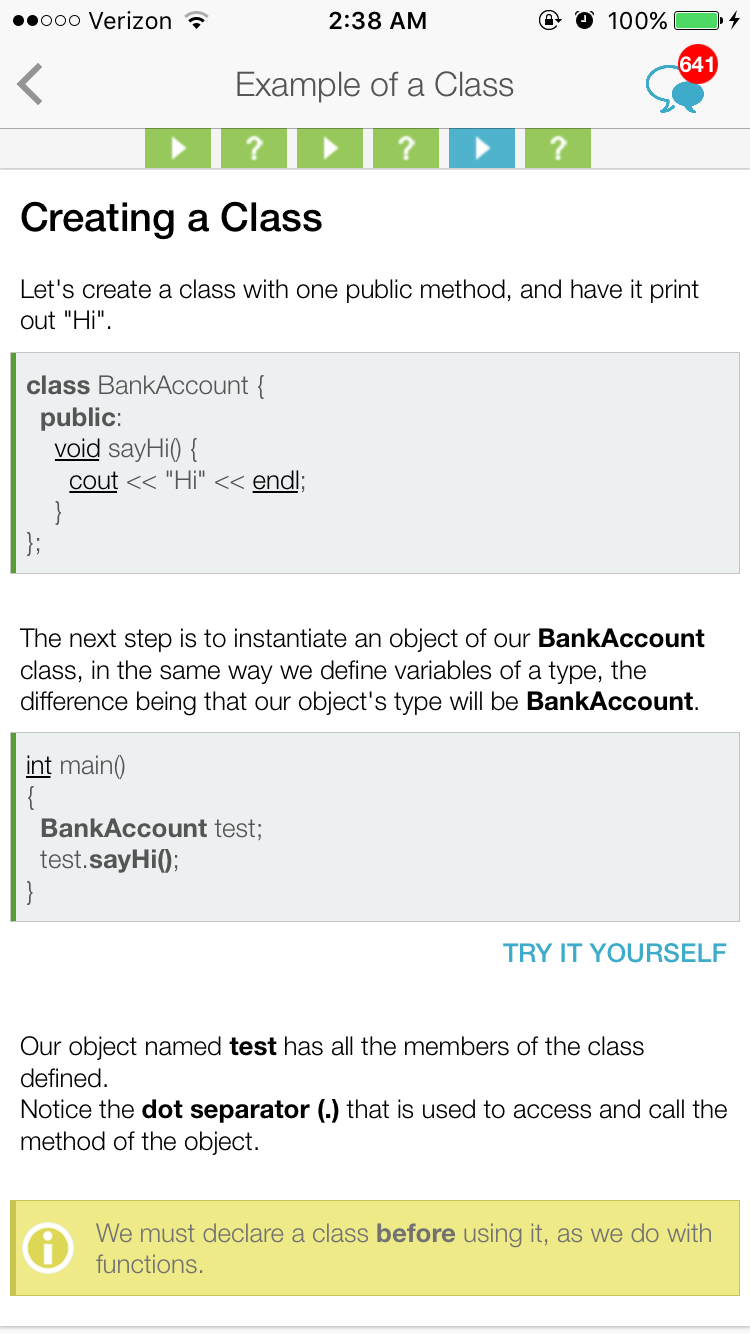 Verizon 2:38 AM 100%
Example of a Class 641
? ? ?
Creating a Class
Let's create a class with one public method, and have it print
out "Hi".
class BankAccount {
public:
void sayHi() {
cout << "Hi" << endl;
}
};
The next step is to instantiate an object of our BankAccount
class, in the same way we define variables of a type, the
difference being that our object's type will be BankAccount.
int main()
{
BankAccount test;
test.sayHi();
}
TRY IT YOURSELF
Our object named test has all the members of the class
defined.
Notice the dot separator (.) that is used to access and call the
method of the object.
We must declare a class before using it, as we do with
functions.